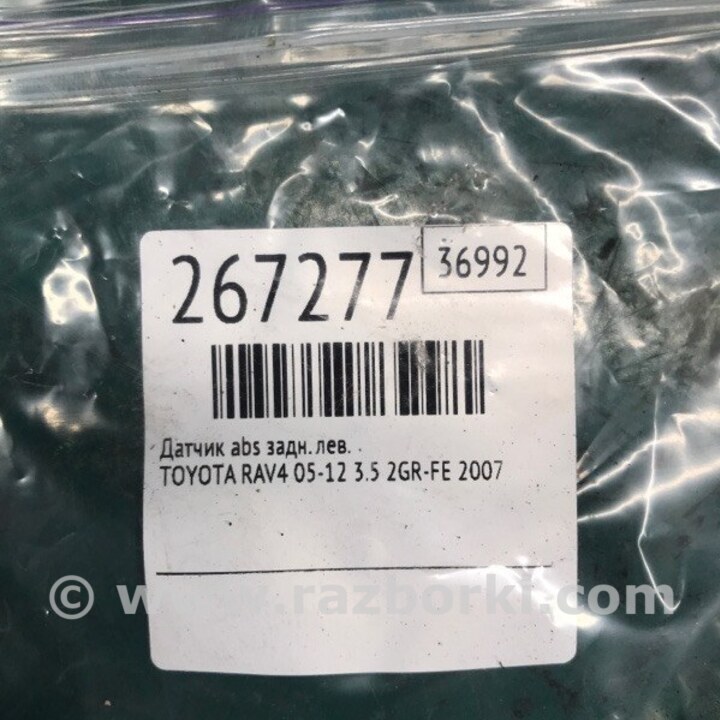 267277
36992
Датчик abs задн. лев.
TOYOTA RAV4 05-12 3.5 2GR-FE 2007
© www.razborki.com